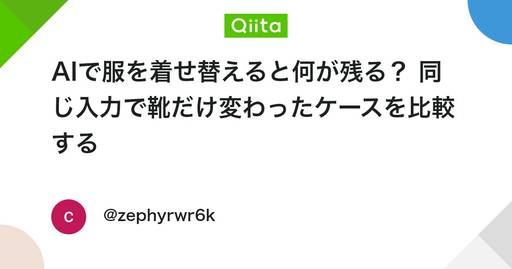 Qiita
AIで服を着せ替えると何が残る？ 同
じ入力で靴だけ変わったケースを比較
する
C
@zephyrwr6k